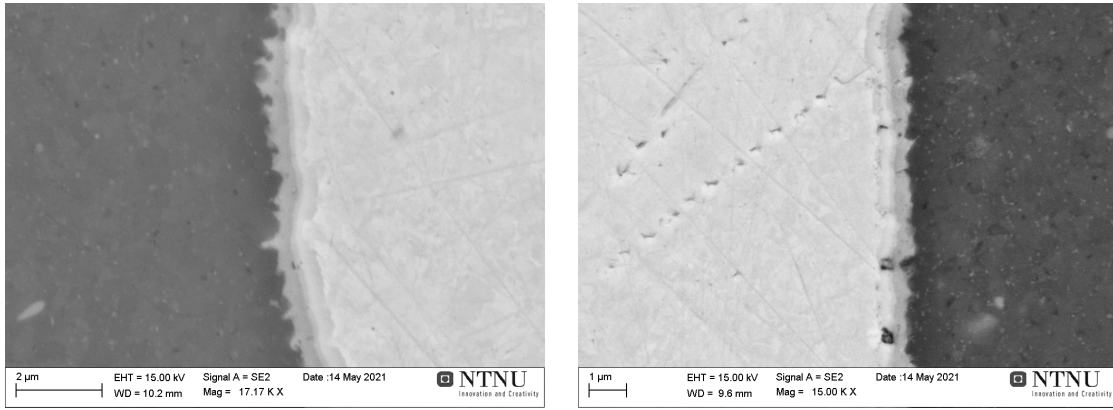 2 µm
EHT = 15.00 kV
Signal A = SE2
Date :14 May 2021
WD = 10.2 mm
Mag = 17.17 K X
NTNU
Innovation and Creativity
1 µm
EHT = 15.00 kV
Signal A = SE2
Date :14 May 2021
WD = 9.6 mm
Mag = 15.00 K X
NTNU
Innovation and Creativity